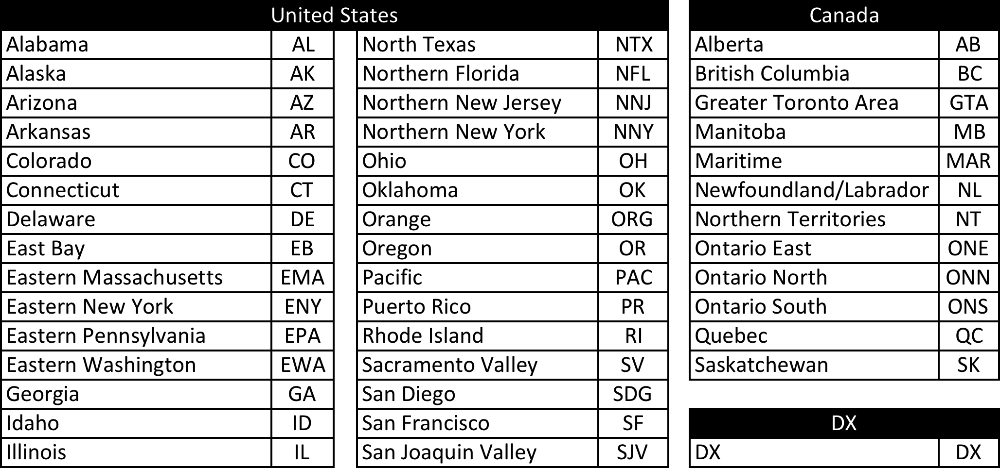 United States
Alabama AL
Alaska AK
Arizona AZ
Arkansas AR
Colorado CO
Connecticut CT
Delaware DE
East Bay EB
Eastern Massachusetts EMA
Eastern New York ENY
Eastern Pennsylvania EPA
Eastern Washington EWA
Georgia GA
Idaho ID
Illinois IL
North Texas NTX
Northern Florida NFL
Northern New Jersey NNJ
Northern New York NNY
Ohio OH
Oklahoma OK
Orange ORG
Oregon OR
Pacific PAC
Puerto Rico PR
Rhode Island RI
Sacramento Valley SV
San Diego SDG
San Francisco SF
San Joaquin Valley SJV
Canada
Alberta AB
British Columbia BC
Greater Toronto Area GTA
Manitoba MB
Maritime MAR
Newfoundland/Labrador NL
Northern Territories NT
Ontario East ONE
Ontario North ONN
Ontario South ONS
Quebec QC
Saskatchewan SK
DX
DX DX